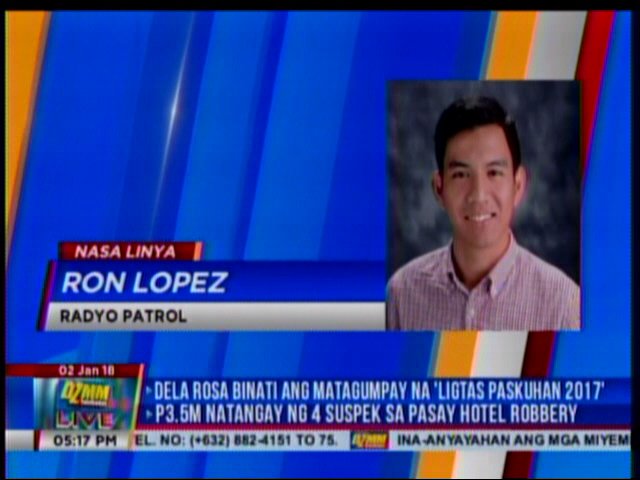 NASA LINYA
RON LOPEZ
RADYO PATROL
02 Jan 18
DZMM
LIVE
DELA ROSA BINATI ANG MATAGUMPAY NA 'LIGTAS PASKUHAN 2017'
P3.5M NATANGAY NG 4 SUSPEK SA PASAY HOTEL ROBBERY
05:17 PM
EL. NO: (+632) 882-4151 TO 75. DZMM INA-ANYAYAHAN ANG MGA MIYEM